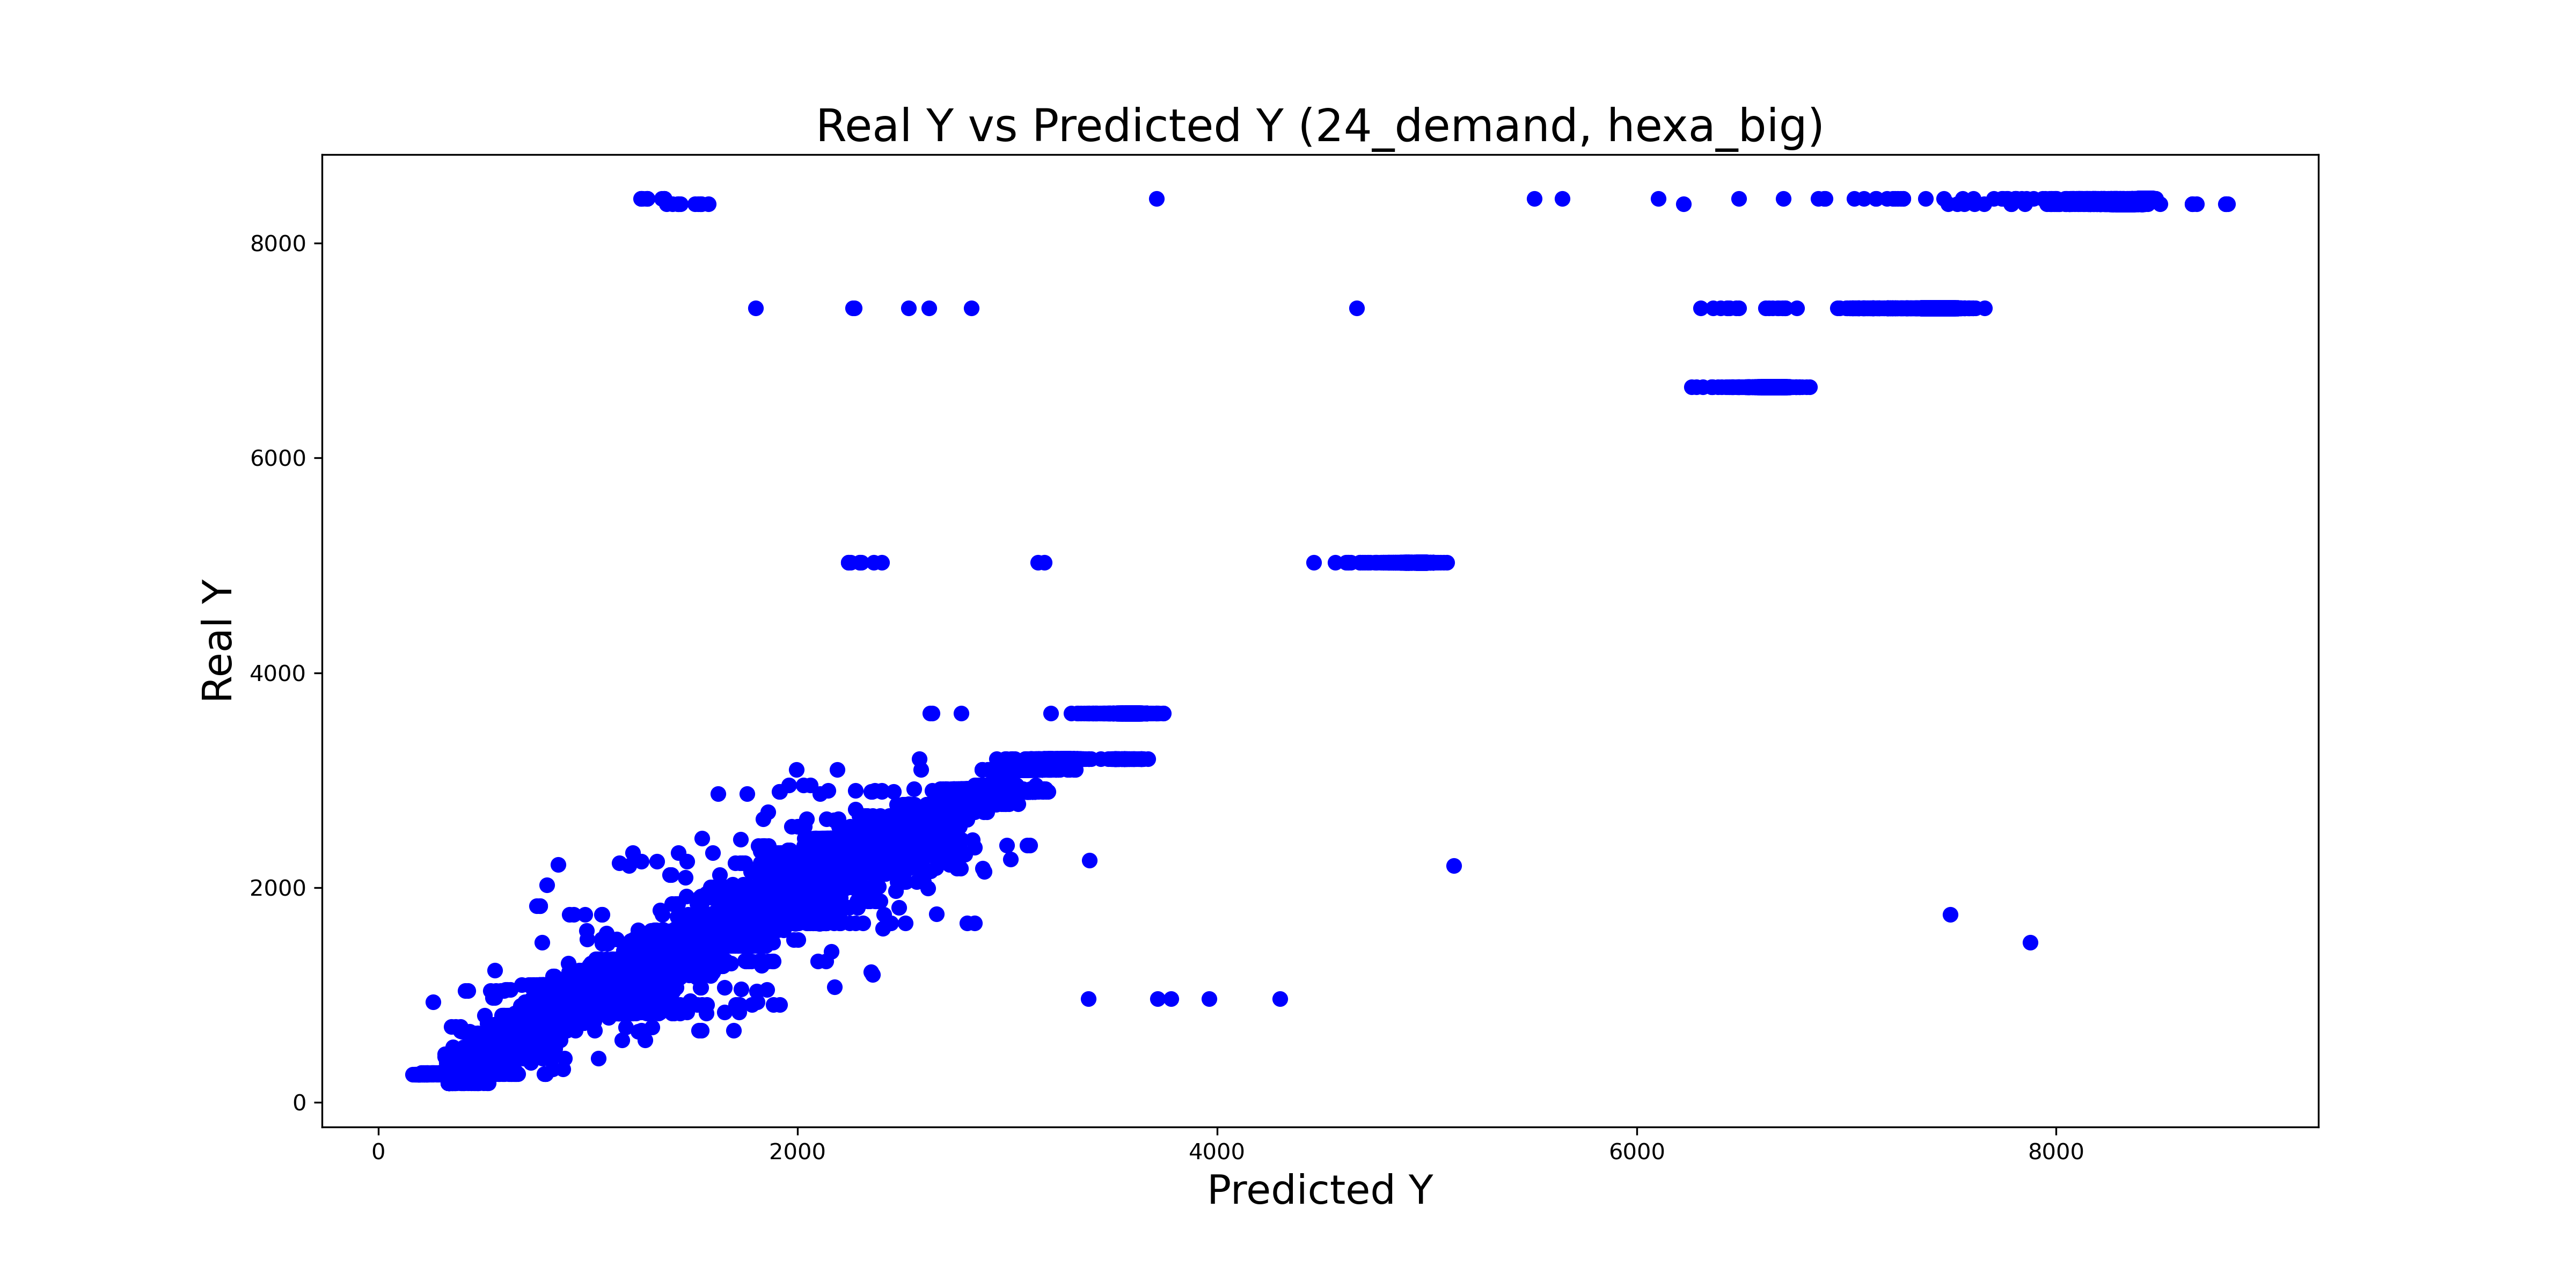 Real Y vs Predicted Y (24_demand, hexa_big)
8000
6000
4000
2000
0
Real Y
0 2000 4000 6000 8000
Predicted Y